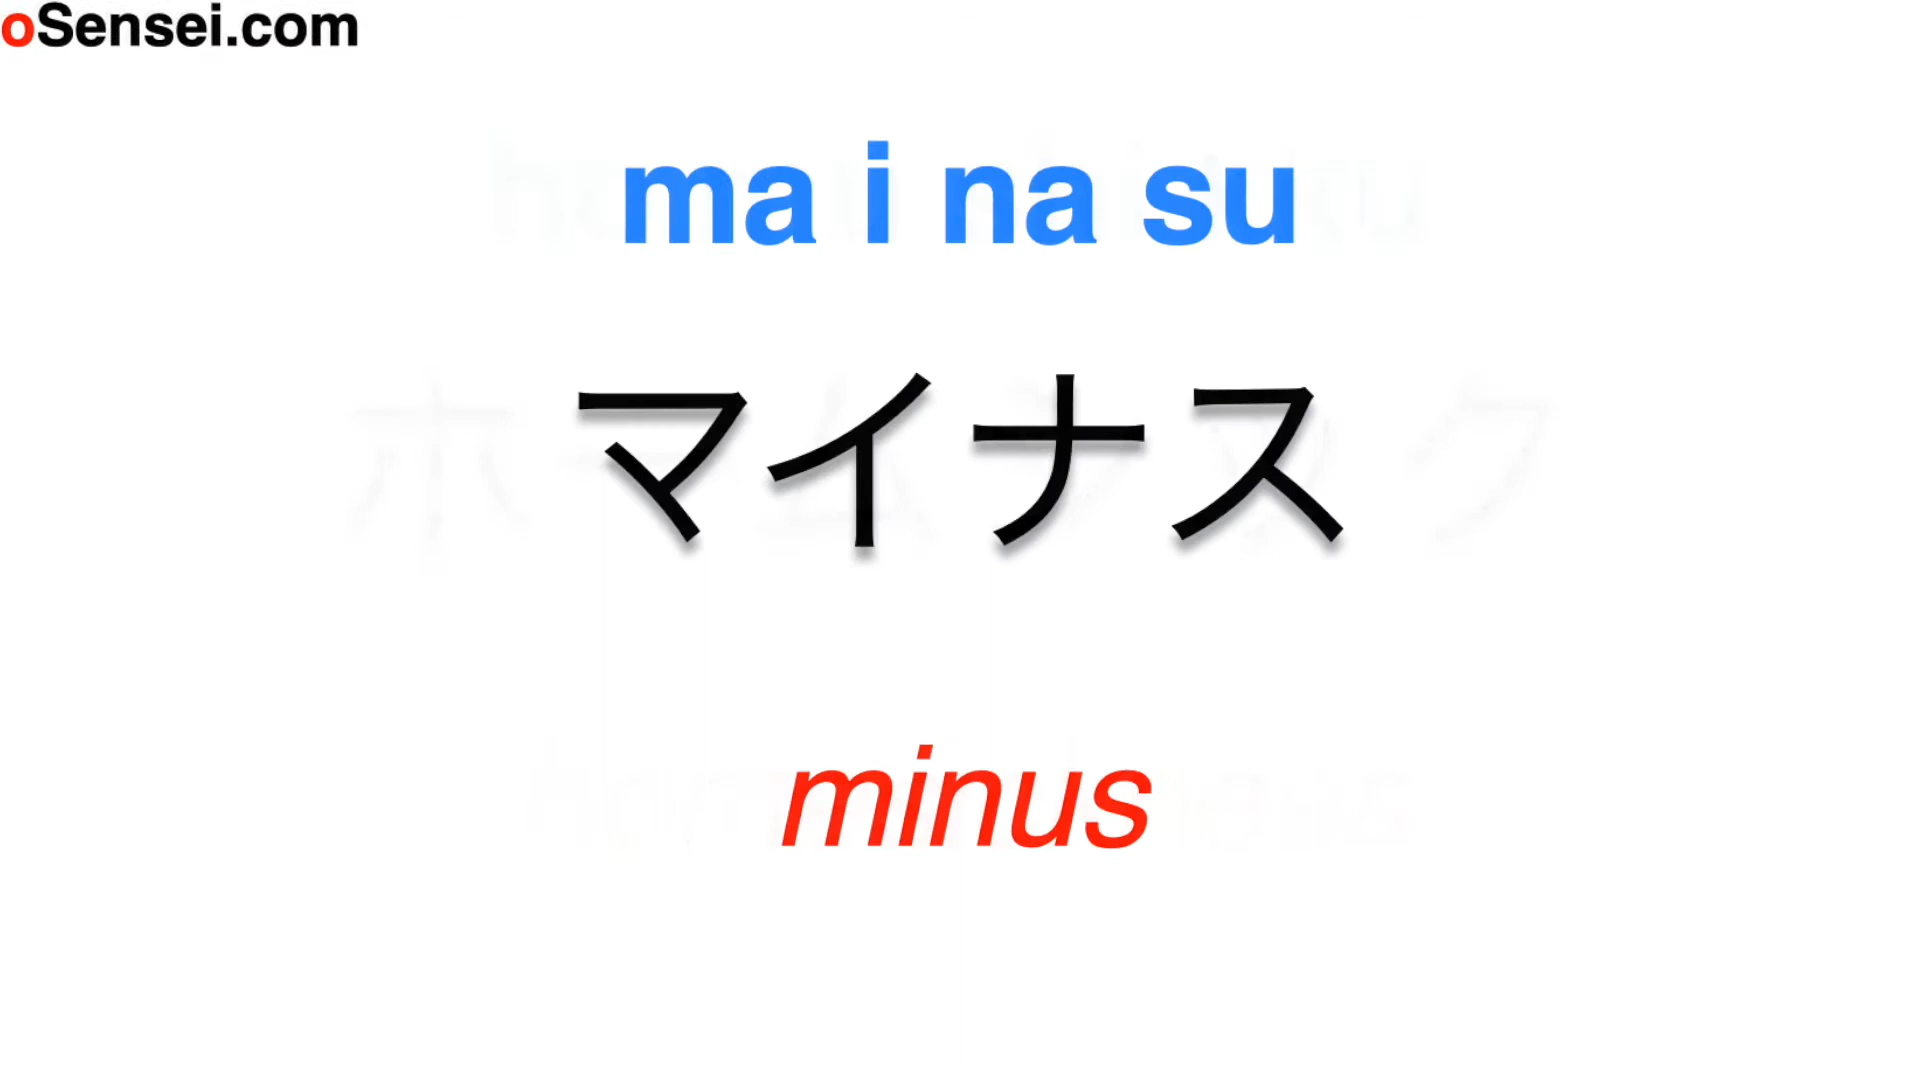 oSensei.com
ma i na su
マイナス
minus